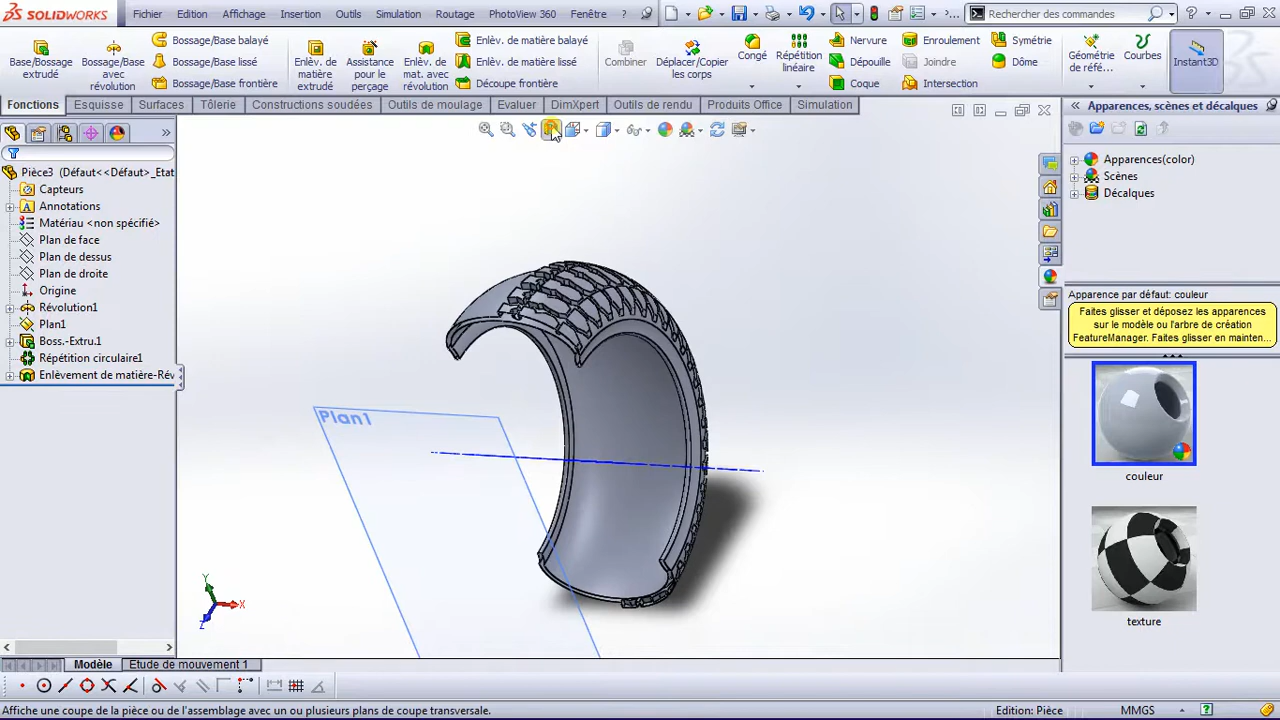 SOLIDWORKS Fichier Edition Affichage Insertion Outils Simulation Routage PhotoView 360 Fenêtre ? ... Rechercher des commandes
Base/Bossage extrudé
Bossage/Base avec révolution
Bossage/Base balayé
Bossage/Base lissé
Bossage/Base frontière
Enlèv. de matière extrudé
Assistance pour le perçage
Enlèv. de mat. avec révolution
Enlèv. de matière balayé
Enlèv. de matière lissé
Découpe frontière
Combiner
Déplacer/Copier les corps
Congé
Répétition linéaire
Nervure
Dépouille
Coque
Enroulement
Joindre
Intersection
Symétrie
Dôme
Géométrie de réfé...
Courbes
Instant3D
Fonctions Esquisse Surfaces Tôlerie Constructions soudées Outils de moulage Evaluer DimXpert Outils de rendu Produits Office Simulation
Pièce3 (Défaut<<Défaut>_Etat
Capteurs
Annotations
Matériau <non spécifié>
Plan de face
Plan de dessus
Plan de droite
Origine
Révolution1
Plan1
Boss.-Extru.1
Répétition circulaire1
Enlèvement de matière-Rév
Plan1
Y
X
Z
Apparences, scènes et décalques
Apparences(color)
Scènes
Décalques
Apparence par défaut: couleur
Faites glisser et déposez les apparences
sur le modèle ou l'arbre de création
FeatureManager. Faites glisser en mainten...
couleur
texture
Modèle Etude de mouvement 1
Affiche une coupe de la pièce ou de l'assemblage avec un ou plusieurs plans de coupe transversale. Edition: Pièce MMGS ?